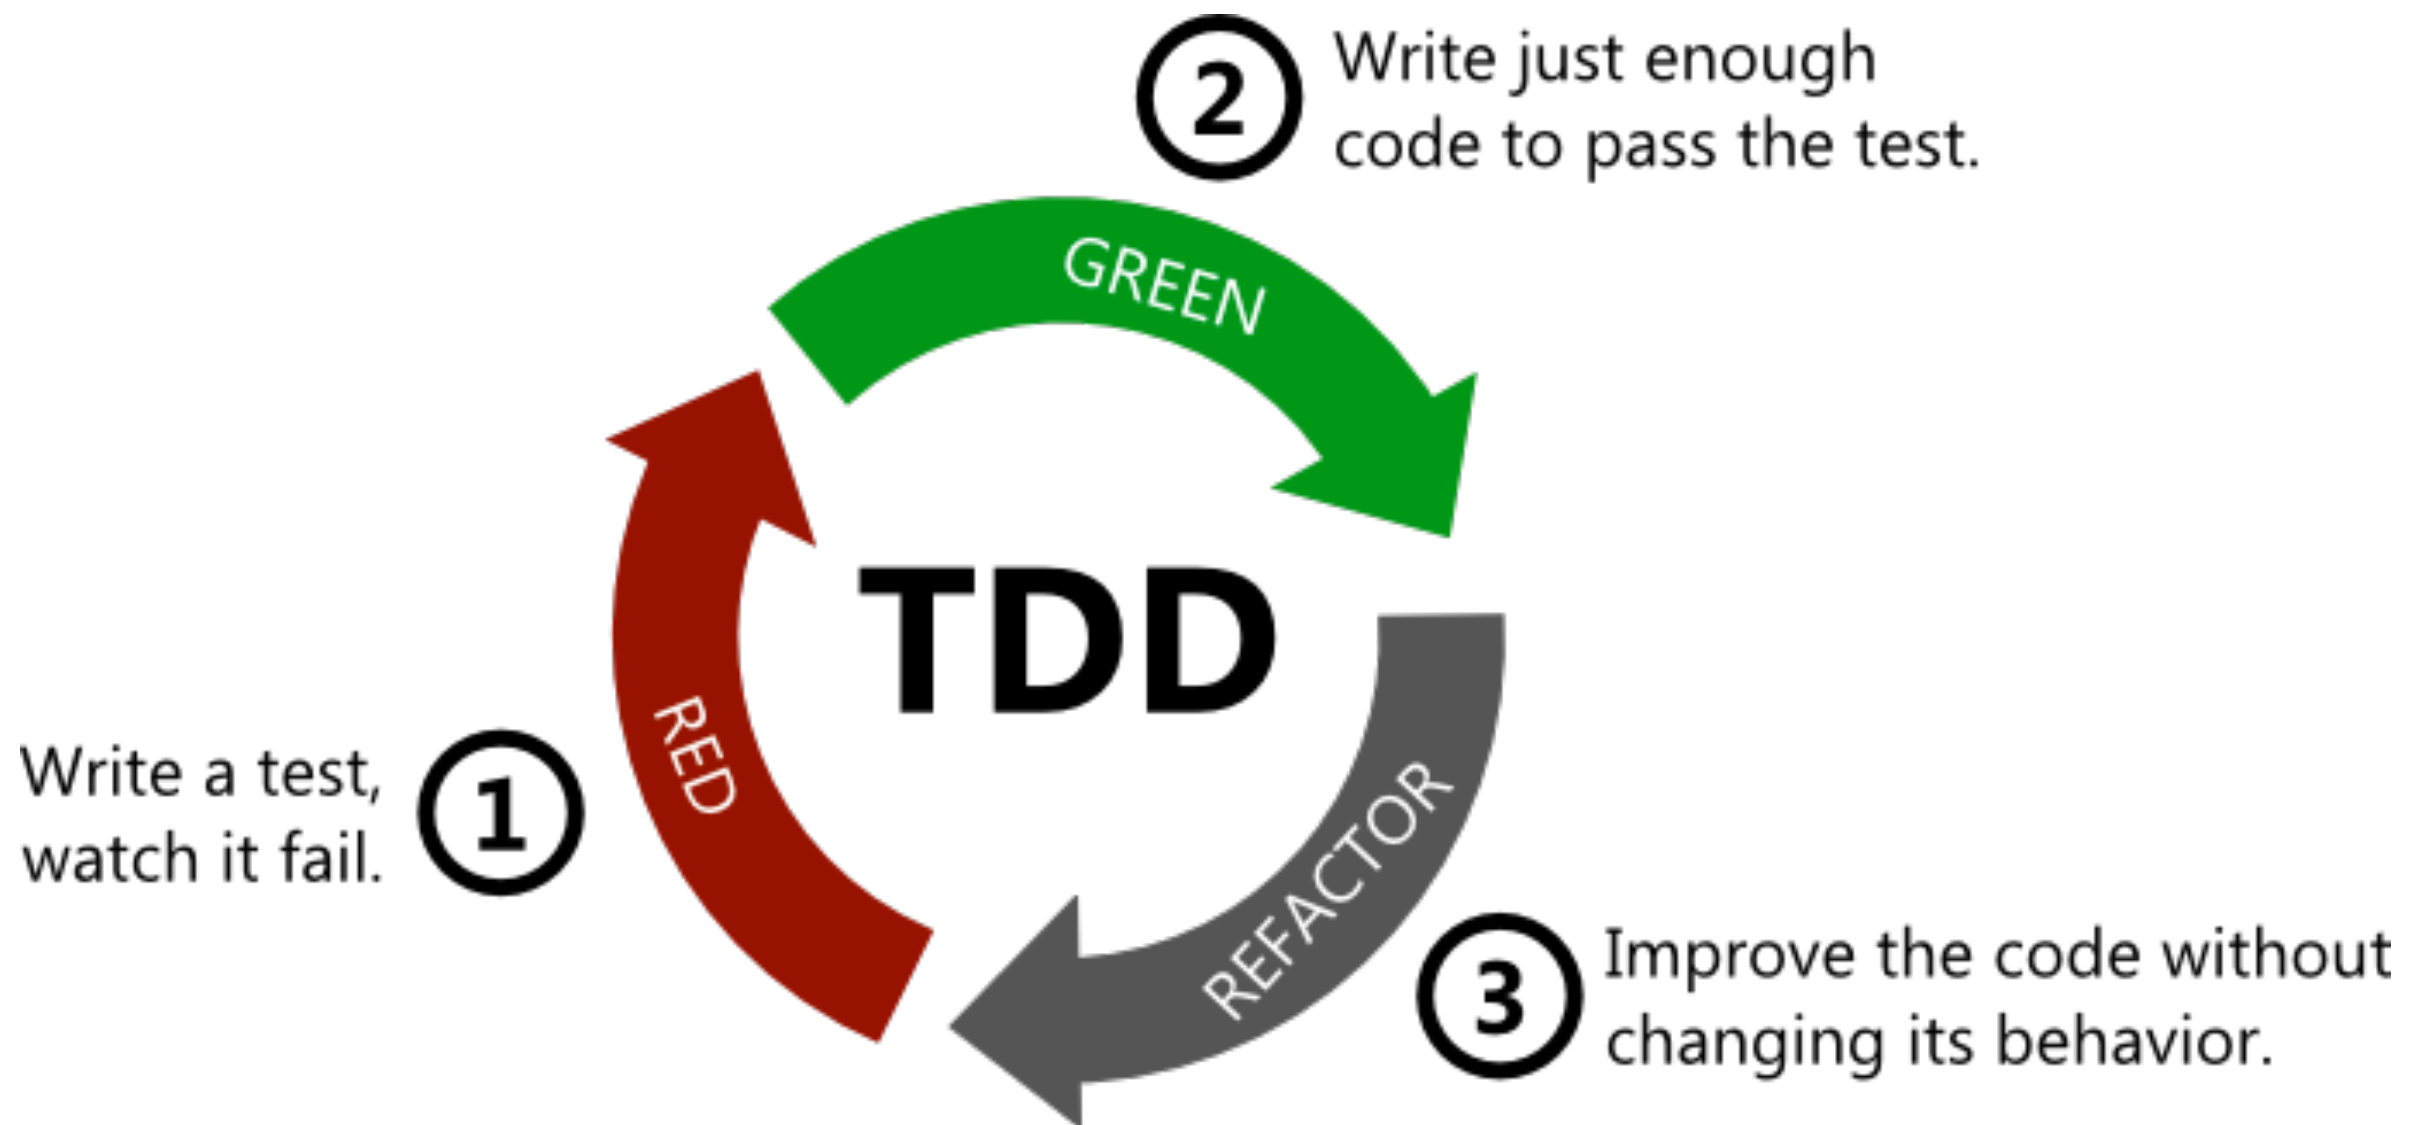 2
Write just enough
code to pass the test.
GREEN
TDD
RED
Write a test,
watch it fail.
1
REFACTOR
3
Improve the code without
changing its behavior.